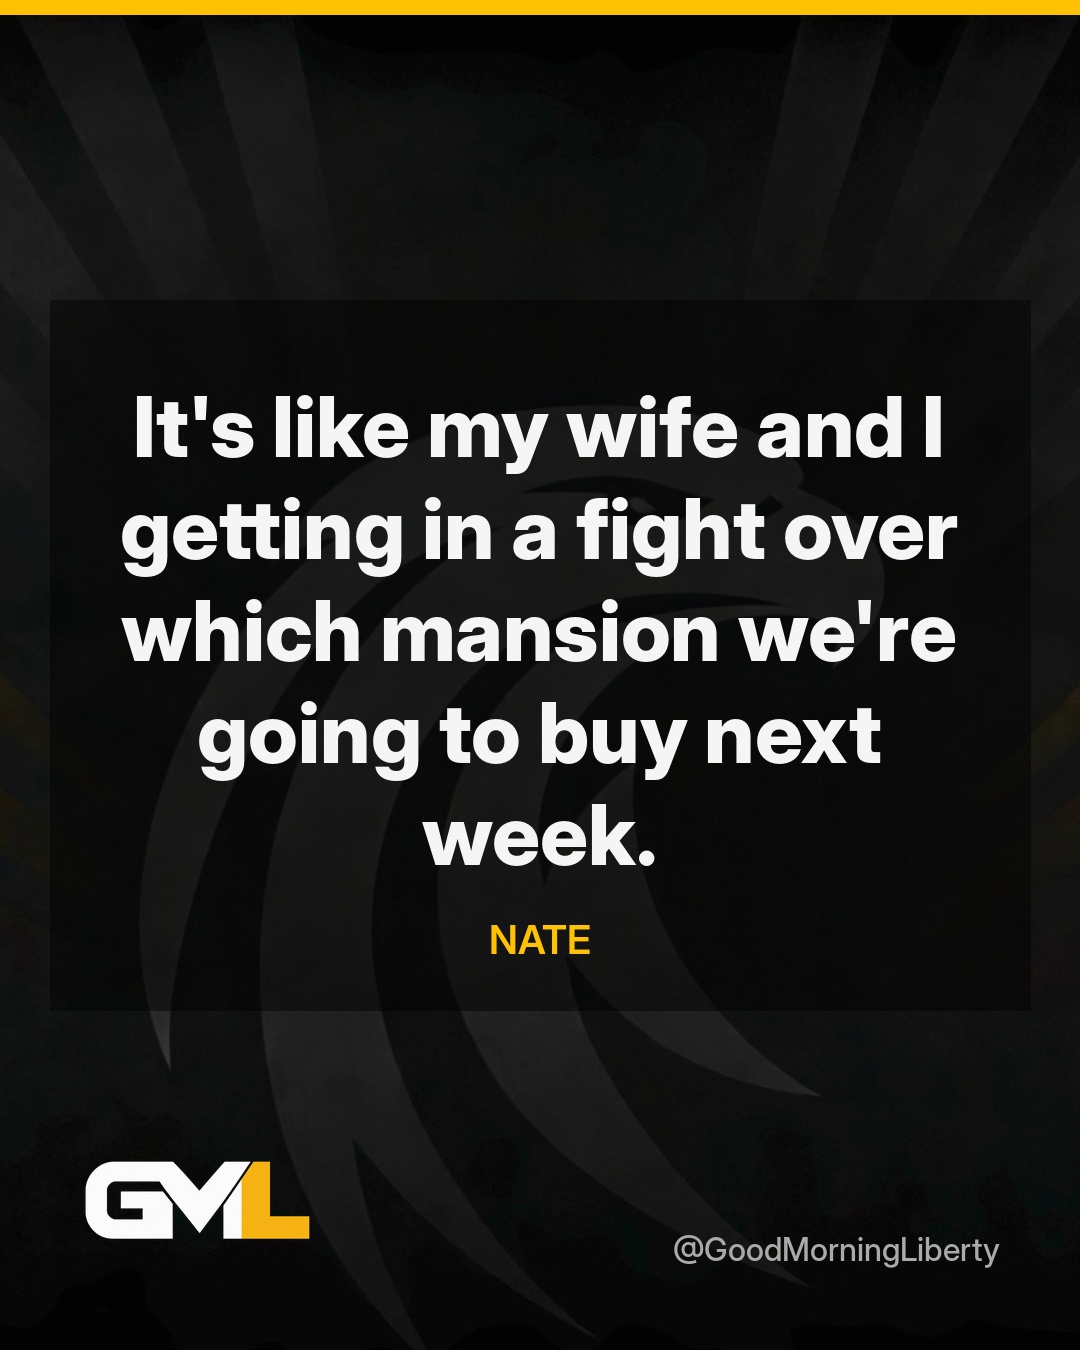 It's like my wife and I
getting in a fight over
which mansion we're
going to buy next
week.
NATE
GML
@GoodMorningLiberty